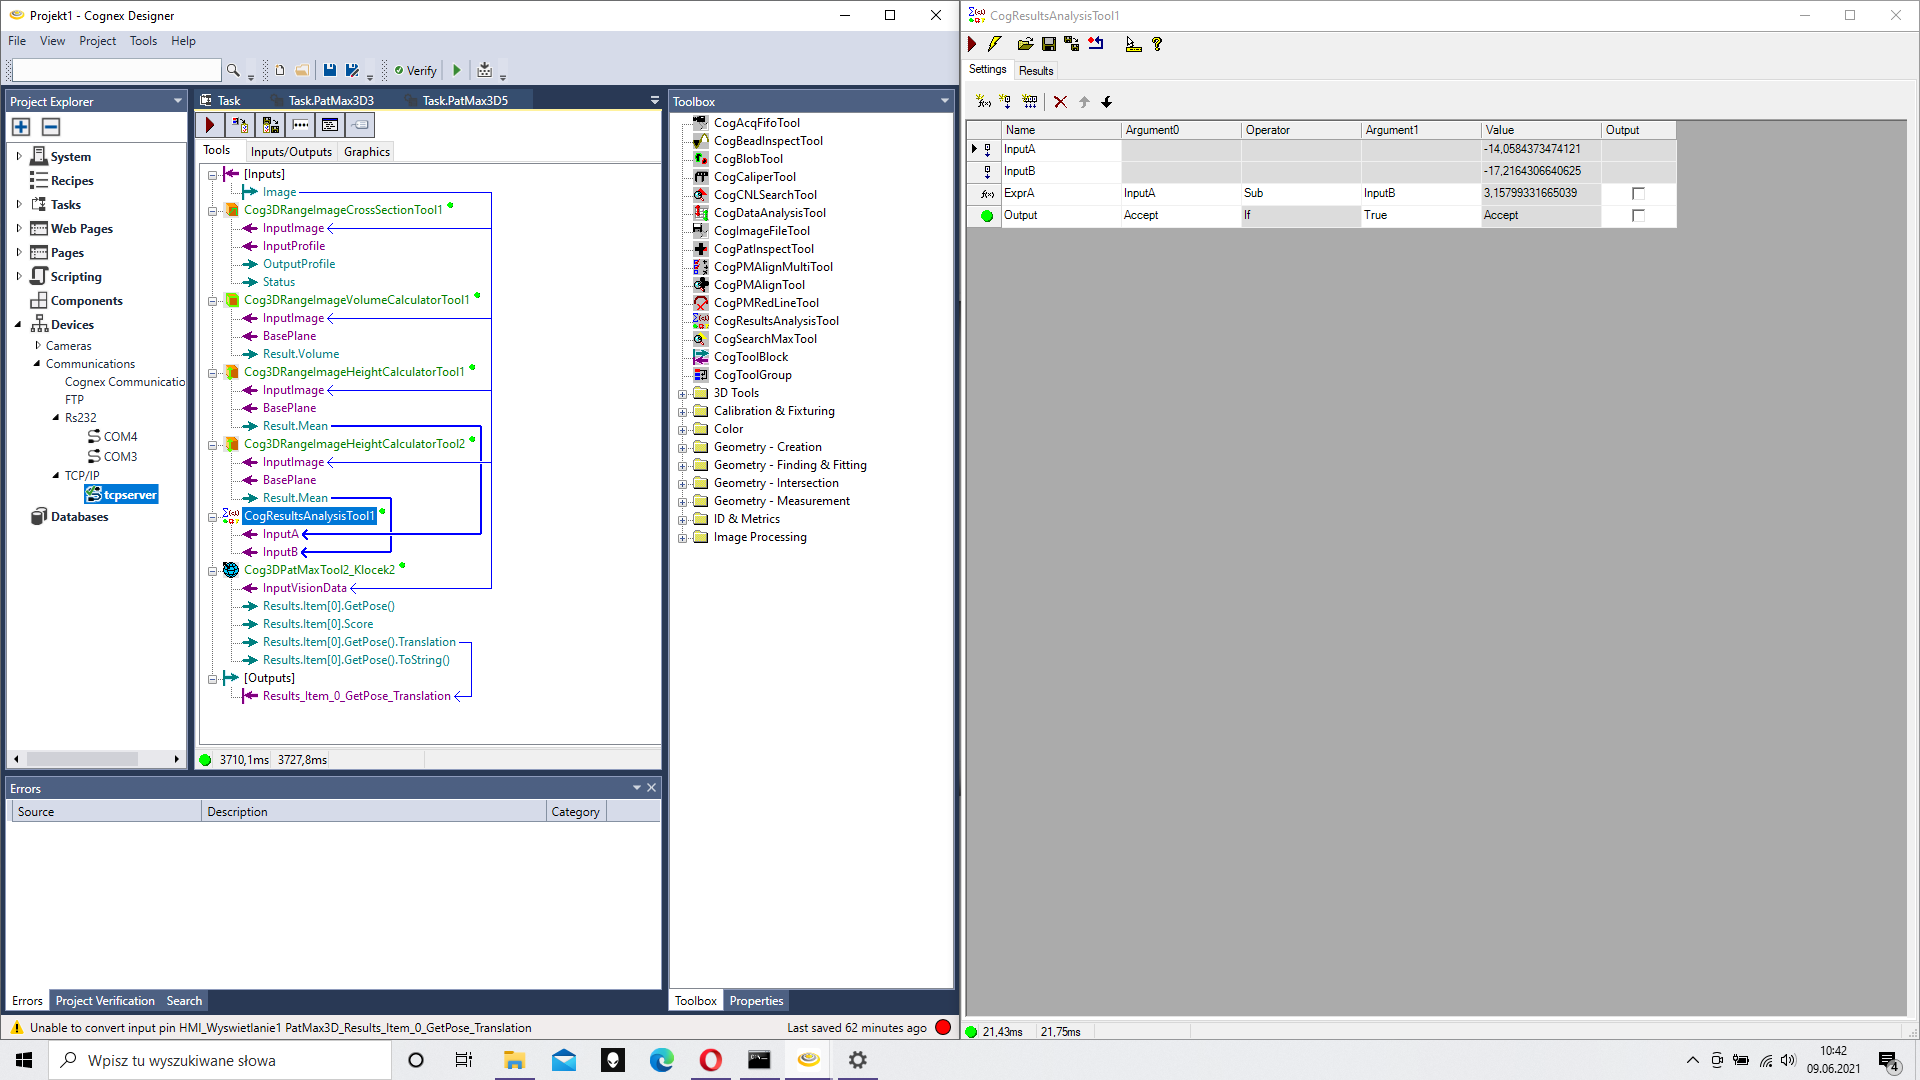 Projekt1 - Cognex Designer
File View Project Tools Help
Verify
Project Explorer
System
Recipes
Tasks
Web Pages
Pages
Scripting
Components
Devices
Cameras
Communications
Cognex Communicatio
FTP
Rs232
COM4
COM3
TCP/IP
tcpserver
Databases
Task Task.PatMax3D3 Task.PatMax3D5
Tools Inputs/Outputs Graphics
[Inputs]
Image
Cog3DRangeImageCrossSectionTool1
InputImage
InputProfile
OutputProfile
Status
Cog3DRangeImageVolumeCalculatorTool1
InputImage
BasePlane
Result.Volume
Cog3DRangeImageHeightCalculatorTool1
InputImage
BasePlane
Result.Mean
Cog3DRangeImageHeightCalculatorTool2
InputImage
BasePlane
Result.Mean
CogResultsAnalysisTool1
InputA
InputB
Cog3DPatMaxTool2_Klocek2
InputVisionData
Results.Item[0].GetPose()
Results.Item[0].Score
Results.Item[0].GetPose().Translation
Results.Item[0].GetPose().ToString()
[Outputs]
Results_Item_0_GetPose_Translation
3710,1ms 3727,8ms
Toolbox
CogAcqFifoTool
CogBeadInspectTool
CogBlobTool
CogCaliperTool
CogCNLSearchTool
CogDataAnalysisTool
CogImageFileTool
CogPatInspectTool
CogPMAlignMultiTool
CogPMAlignTool
CogPMRedLineTool
CogResultsAnalysisTool
CogSearchMaxTool
CogToolBlock
CogToolGroup
3D Tools
Calibration & Fixturing
Color
Geometry - Creation
Geometry - Finding & Fitting
Geometry - Intersection
Geometry - Measurement
ID & Metrics
Image Processing
Toolbox Properties
Errors
Source Description Category
Errors Project Verification Search
Unable to convert input pin HMI_Wyswietlanie1 PatMax3D_Results_Item_0_GetPose_Translation
Last saved 62 minutes ago
CogResultsAnalysisTool1
Settings Results
Name Argument0 Operator Argument1 Value Output
InputA -14,0584373474121
InputB -17,2164306640625
f(x) ExprA InputA Sub InputB 3,15799331665039
Output Accept If True Accept
21,43ms 21,75ms
Wpisz tu wyszukiwane słowa
10:42
09.06.2021
4